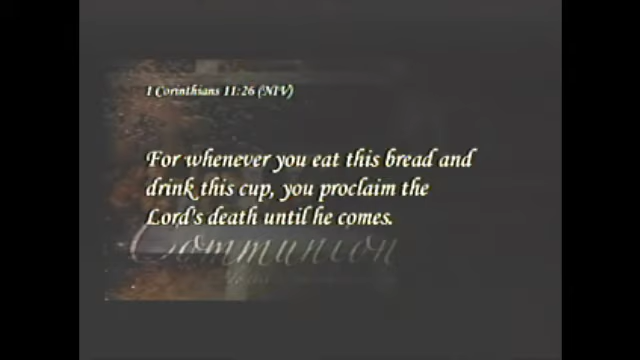 1 Corinthians 11:26 (NIV)
For whenever you eat this bread and
drink this cup, you proclaim the
Lord's death until he comes.
Communion